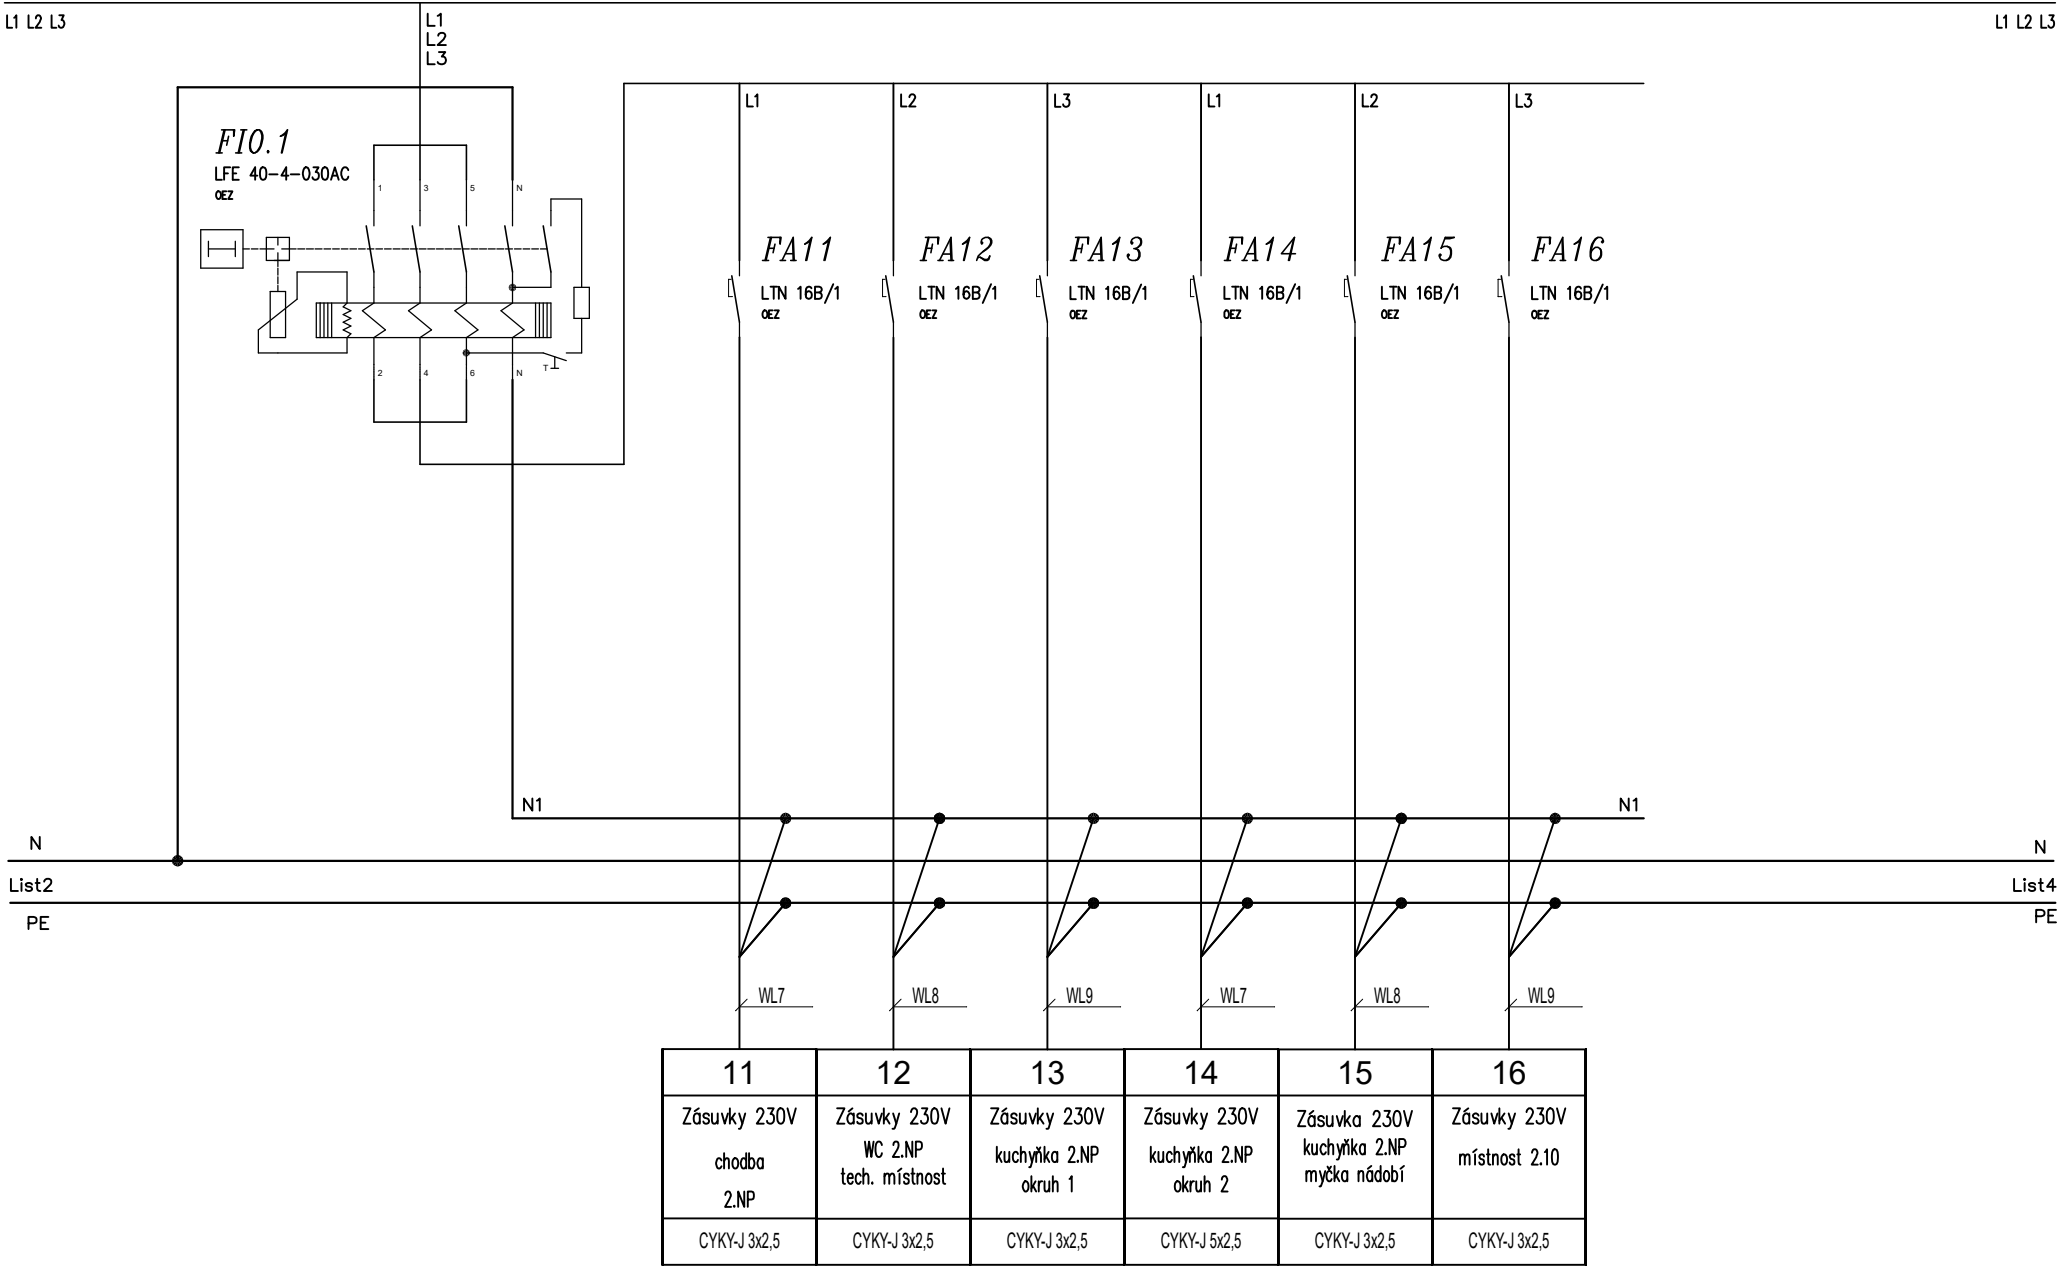 L1 L2 L3
L1
L2
L3
L1 L2 L3
L1
L2
L3
L1
L2
L3
FI0.1
LFE 40-4-030AC
OEZ
1
3
5
N
FA11
LTN 16B/1
OEZ
FA12
LTN 16B/1
OEZ
FA13
LTN 16B/1
OEZ
FA14
LTN 16B/1
OEZ
FA15
LTN 16B/1
OEZ
FA16
LTN 16B/1
OEZ
T
2
4
6
N
N1
N1
N
N
List2
List4
PE
PE
WL7
WL8
WL9
WL7
WL8
WL9
11
Zásuvky 230V
chodba
2.NP
CYKY-J 3x2,5
12
Zásuvky 230V
WC 2.NP
tech. místnost
CYKY-J 3x2,5
13
Zásuvky 230V
kuchyňka 2.NP
okruh 1
CYKY-J 3x2,5
14
Zásuvky 230V
kuchyňka 2.NP
okruh 2
CYKY-J 5x2,5
15
Zásuvka 230V
kuchyňka 2.NP
myčka nádobí
CYKY-J 3x2,5
16
Zásuvky 230V
místnost 2.10
CYKY-J 3x2,5